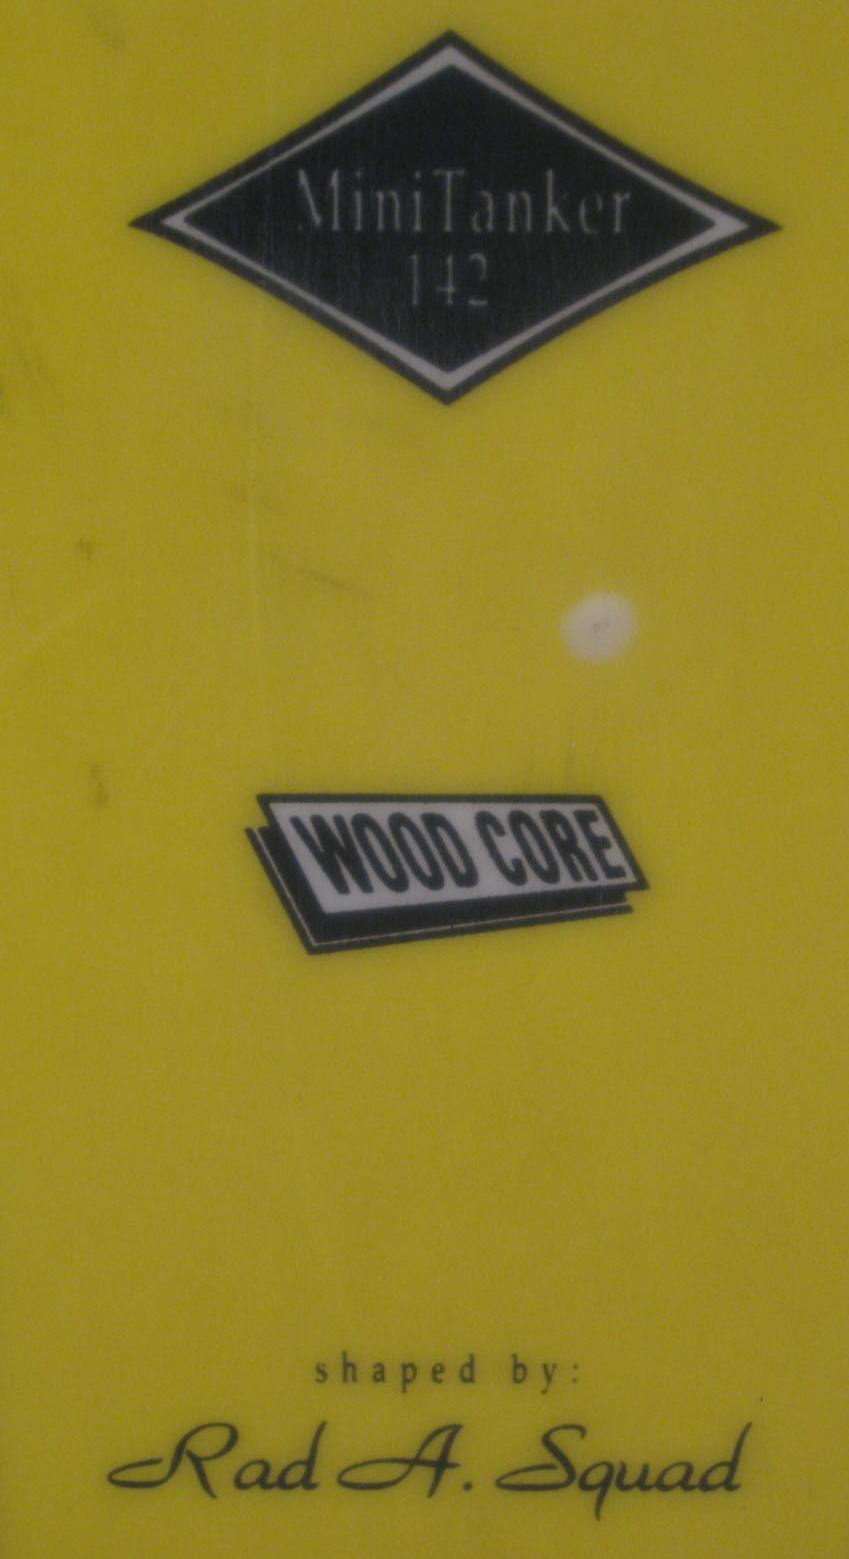 MiniTanker
142
WOOD CORE
shaped by:
Rad A. Squad